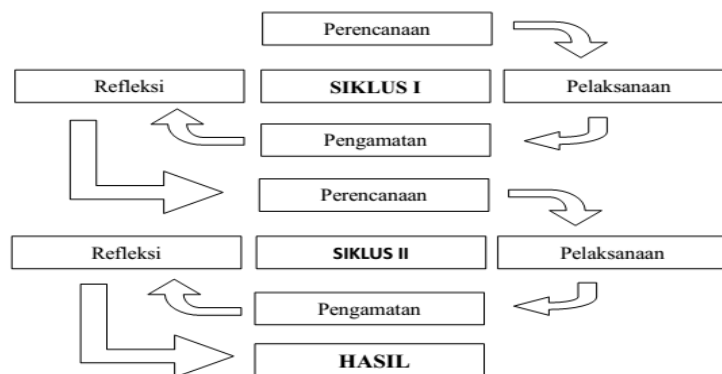 Perencanaan
Refleksi
SIKLUS I
Pelaksanaan
Pengamatan
Perencanaan
Refleksi
SIKLUS II
Pelaksanaan
Pengamatan
HASIL